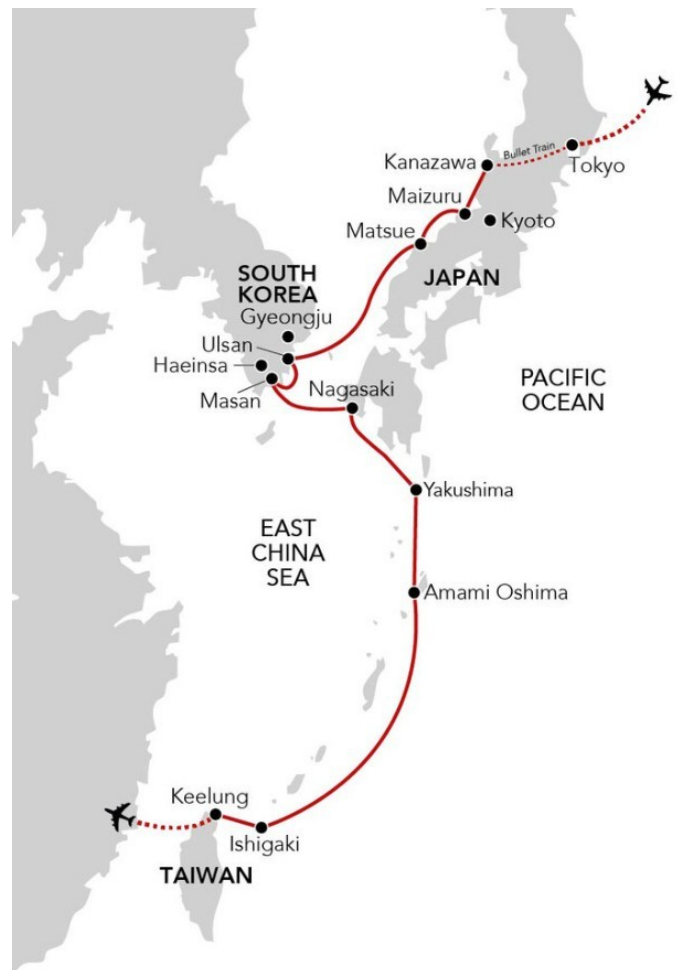 Bullet Train
Kanazawa
Tokyo
Maizuru
Kyoto
Matsue
SOUTH
KOREA
JAPAN
Gyeongju
Ulsan
Haeinsa
Masan
Nagasaki
PACIFIC
OCEAN
Yakushima
EAST
CHINA
SEA
Amami Oshima
Keelung
Ishigaki
TAIWAN